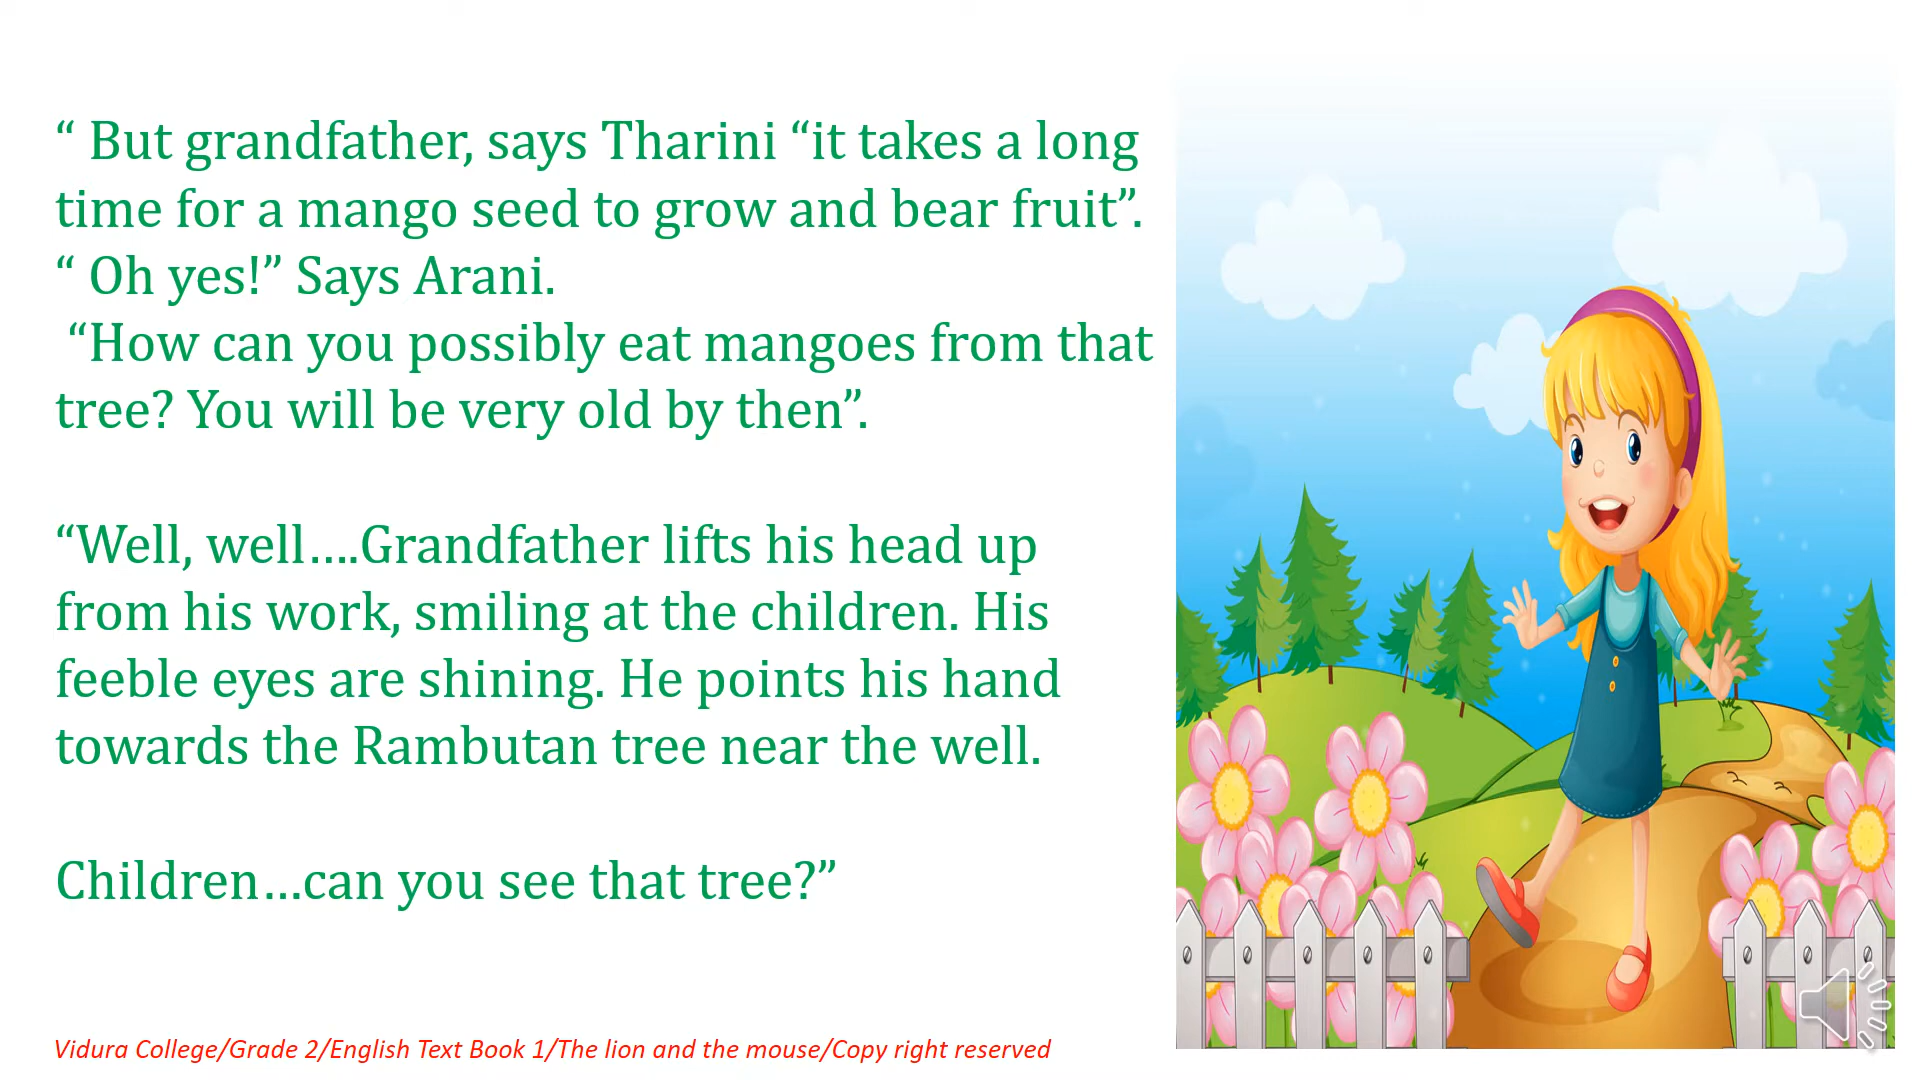 “ But grandfather, says Tharini “it takes a long
time for a mango seed to grow and bear fruit”.
“ Oh yes!” Says Arani.
“How can you possibly eat mangoes from that
tree? You will be very old by then”.
“Well, well….Grandfather lifts his head up
from his work, smiling at the children. His
feeble eyes are shining. He points his hand
towards the Rambutan tree near the well.
Children…can you see that tree?”
Vidura College/Grade 2/English Text Book 1/The lion and the mouse/Copy right reserved